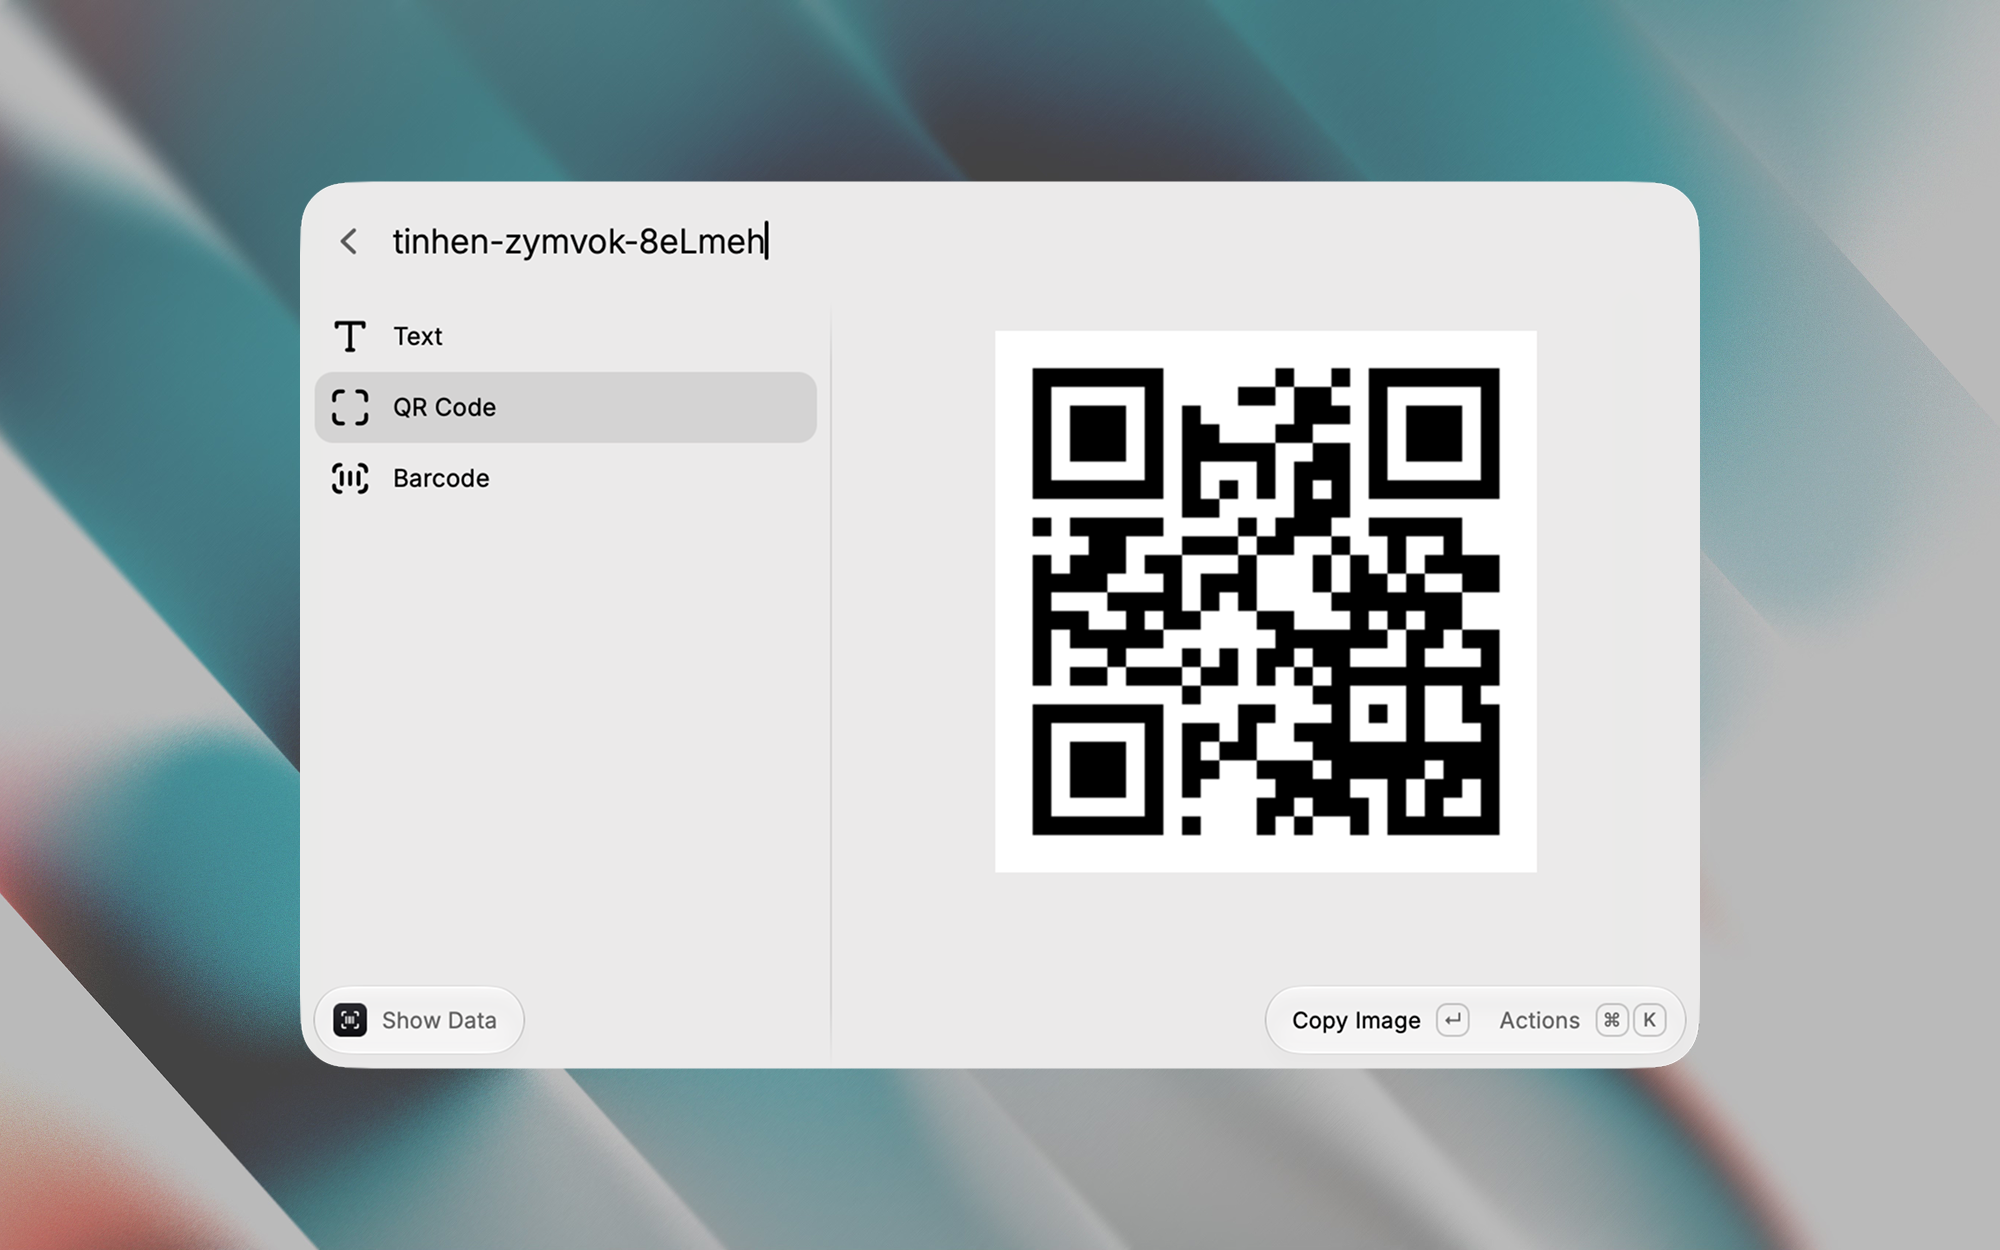 tinhen-zymvok-8eLmeh
Text
QR Code
Barcode
Show Data
Copy Image ↵ Actions ⌘ K